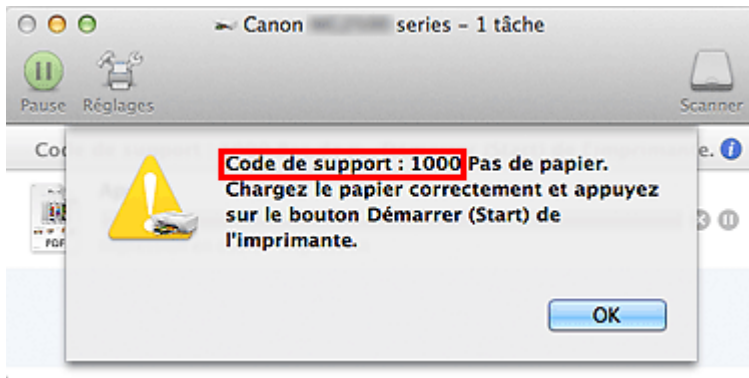 Canon series – 1 tâche
Pause Réglages Scanner
Code de support : 1000 Pas de papier.
Chargez le papier correctement et appuyez
sur le bouton Démarrer (Start) de
l'imprimante.
OK